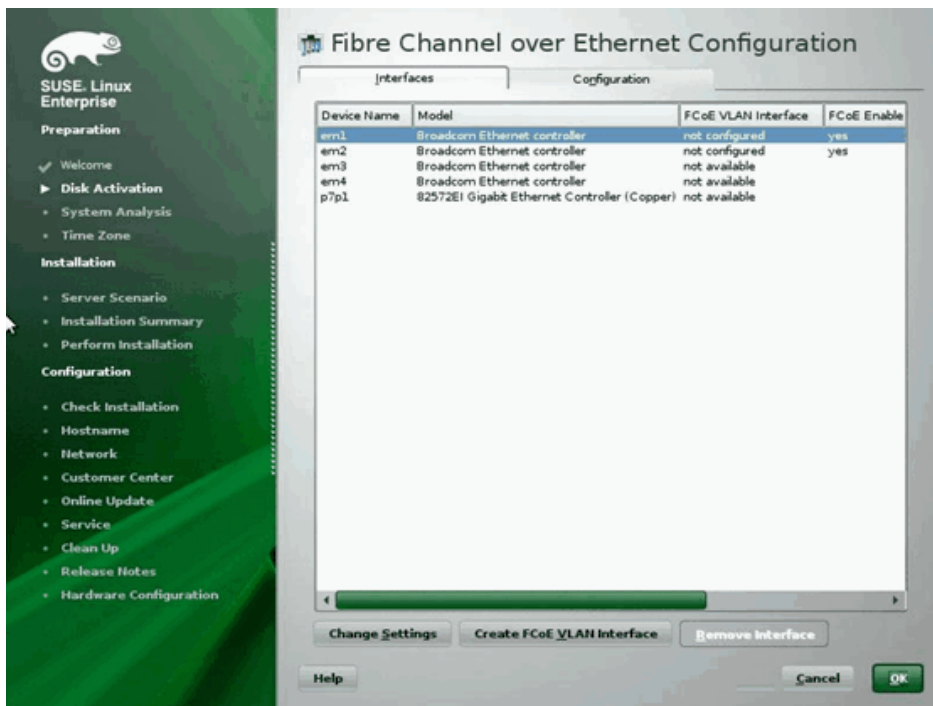 SUSE. Linux
Enterprise
Preparation
Welcome
Disk Activation
System Analysis
Time Zone
Installation
Server Scenario
Installation Summary
Perform Installation
Configuration
Check Installation
Hostname
Network
Customer Center
Online Update
Service
Clean Up
Release Notes
Hardware Configuration
Fibre Channel over Ethernet Configuration
Interfaces Configuration
Device Name Model FCoE VLAN Interface FCoE Enable
em1 Broadcom Ethernet controller not configured yes
em2 Broadcom Ethernet controller not configured yes
em3 Broadcom Ethernet controller not available
em4 Broadcom Ethernet controller not available
p7p1 82572EI Gigabit Ethernet Controller (Copper) not available
Change Settings Create FCoE VLAN Interface Remove Interface
Help Cancel OK